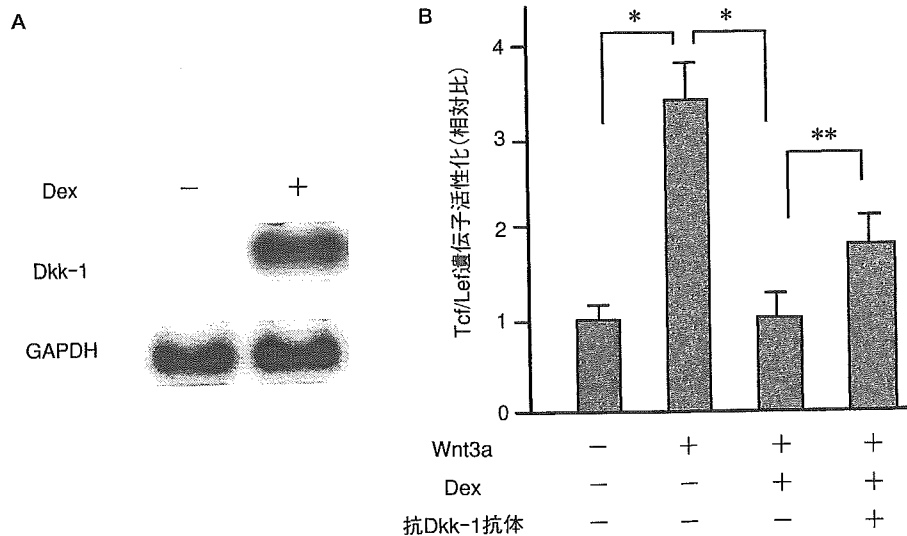 A
Dex − +
Dkk-1
GAPDH
B
Tcf/Lef遺伝子活性化(相対比)
4
3
2
1
0
* *
**
Wnt3a − + + +
Dex − − + +
抗Dkk-1抗体 − − − +